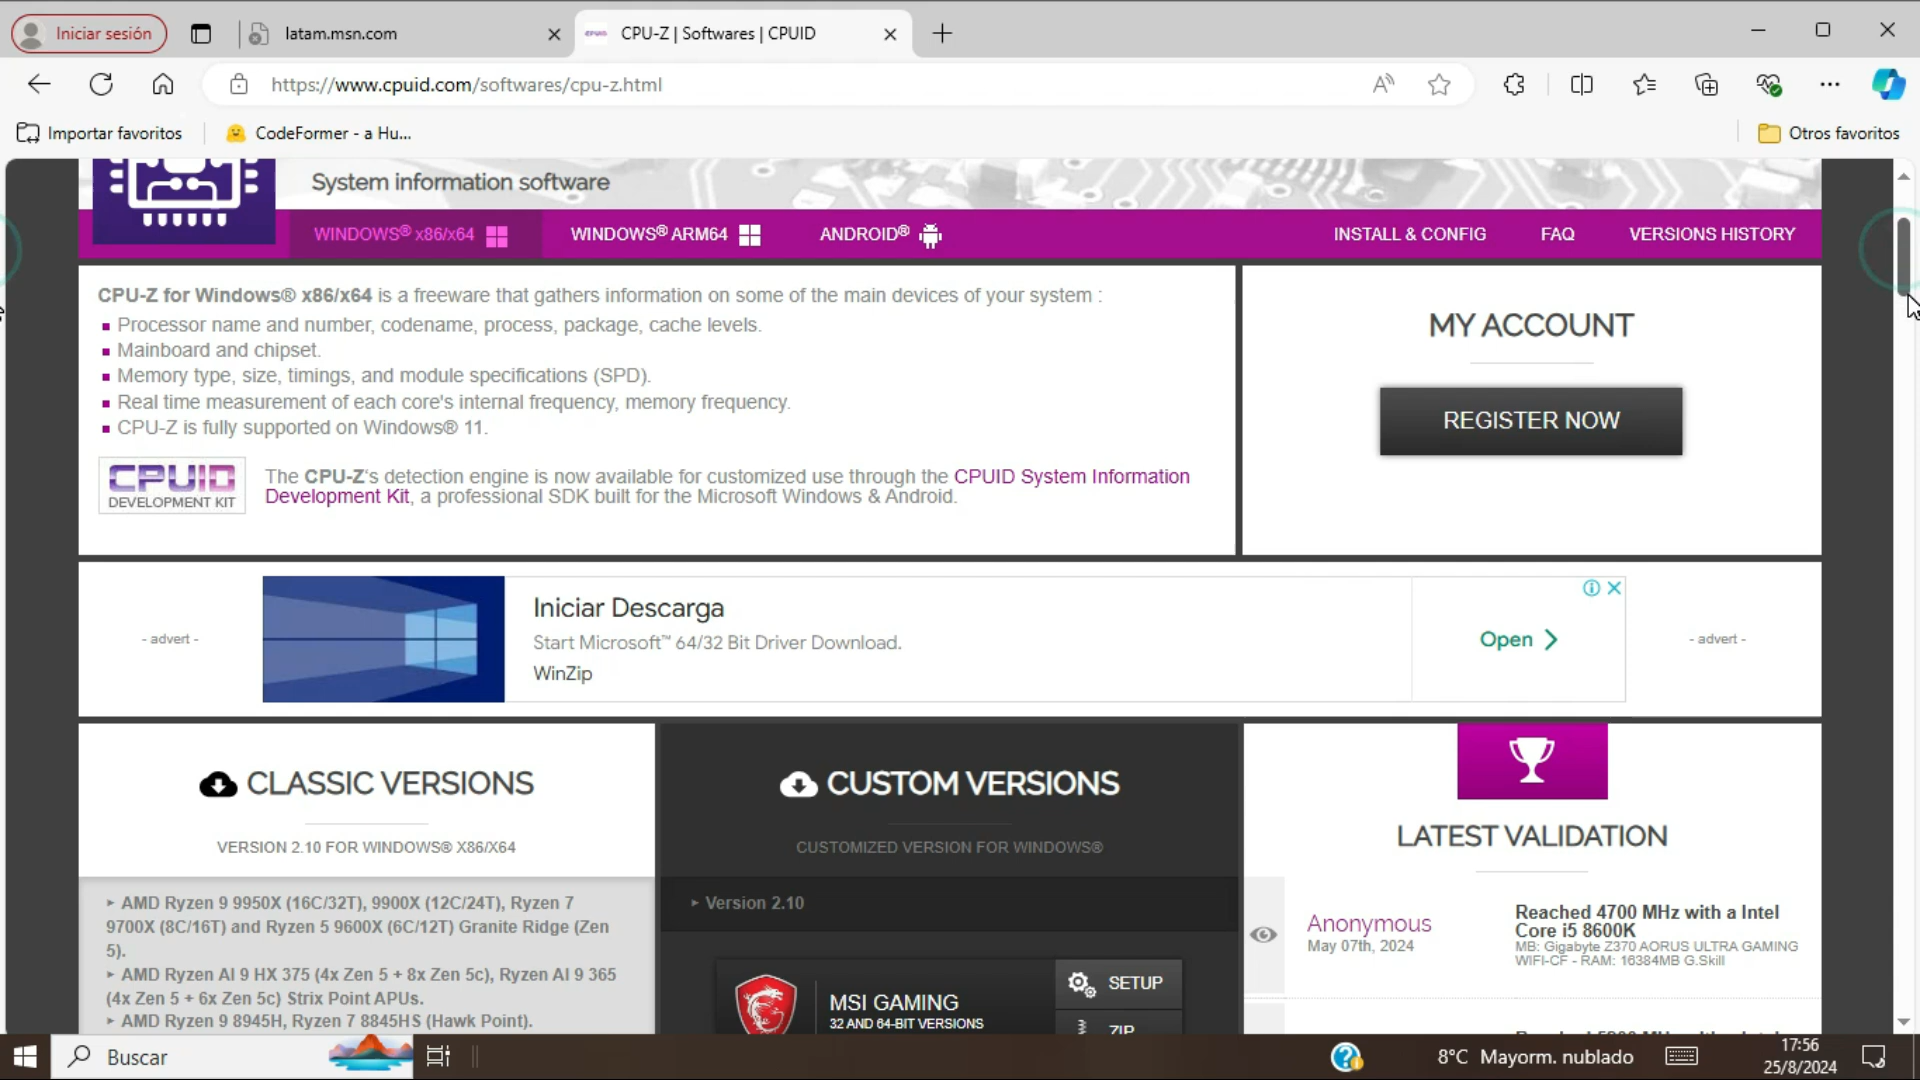 Iniciar sesión
latam.msn.com
CPUID
CPU-Z | Softwares | CPUID
https://www.cpuid.com/softwares/cpu-z.html
Importar favoritos
CodeFormer - a Hu...
Otros favoritos
System information software
WINDOWS® x86/x64
WINDOWS® ARM64
ANDROID®
INSTALL & CONFIG
FAQ
VERSIONS HISTORY
CPU-Z for Windows® x86/x64 is a freeware that gathers information on some of the main devices of your system :
Processor name and number, codename, process, package, cache levels.
Mainboard and chipset.
Memory type, size, timings, and module specifications (SPD).
Real time measurement of each core's internal frequency, memory frequency.
CPU-Z is fully supported on Windows® 11.
CPUID
DEVELOPMENT KIT
The CPU-Z's detection engine is now available for customized use through the CPUID System Information
Development Kit, a professional SDK built for the Microsoft Windows & Android.
MY ACCOUNT
REGISTER NOW
- advert -
Iniciar Descarga
Start Microsoft™ 64/32 Bit Driver Download.
WinZip
Open
- advert -
CLASSIC VERSIONS
VERSION 2.10 FOR WINDOWS® X86/X64
▸ AMD Ryzen 9 9950X (16C/32T), 9900X (12C/24T), Ryzen 7
9700X (8C/16T) and Ryzen 5 9600X (6C/12T) Granite Ridge (Zen
5).
▸ AMD Ryzen AI 9 HX 375 (4x Zen 5 + 8x Zen 5c), Ryzen AI 9 365
(4x Zen 5 + 6x Zen 5c) Strix Point APUs.
▸ AMD Ryzen 9 8945H, Ryzen 7 8845HS (Hawk Point).
CUSTOM VERSIONS
CUSTOMIZED VERSION FOR WINDOWS®
▸ Version 2.10
MSI GAMING
32 AND 64-BIT VERSIONS
SETUP
ZIP
LATEST VALIDATION
Anonymous
May 07th, 2024
Reached 4700 MHz with a Intel
Core i5 8600K
MB: Gigabyte Z370 AORUS ULTRA GAMING
WIFI-CF - RAM: 16384MB G.Skill
Buscar
8°C Mayorm. nublado
17:56
25/8/2024